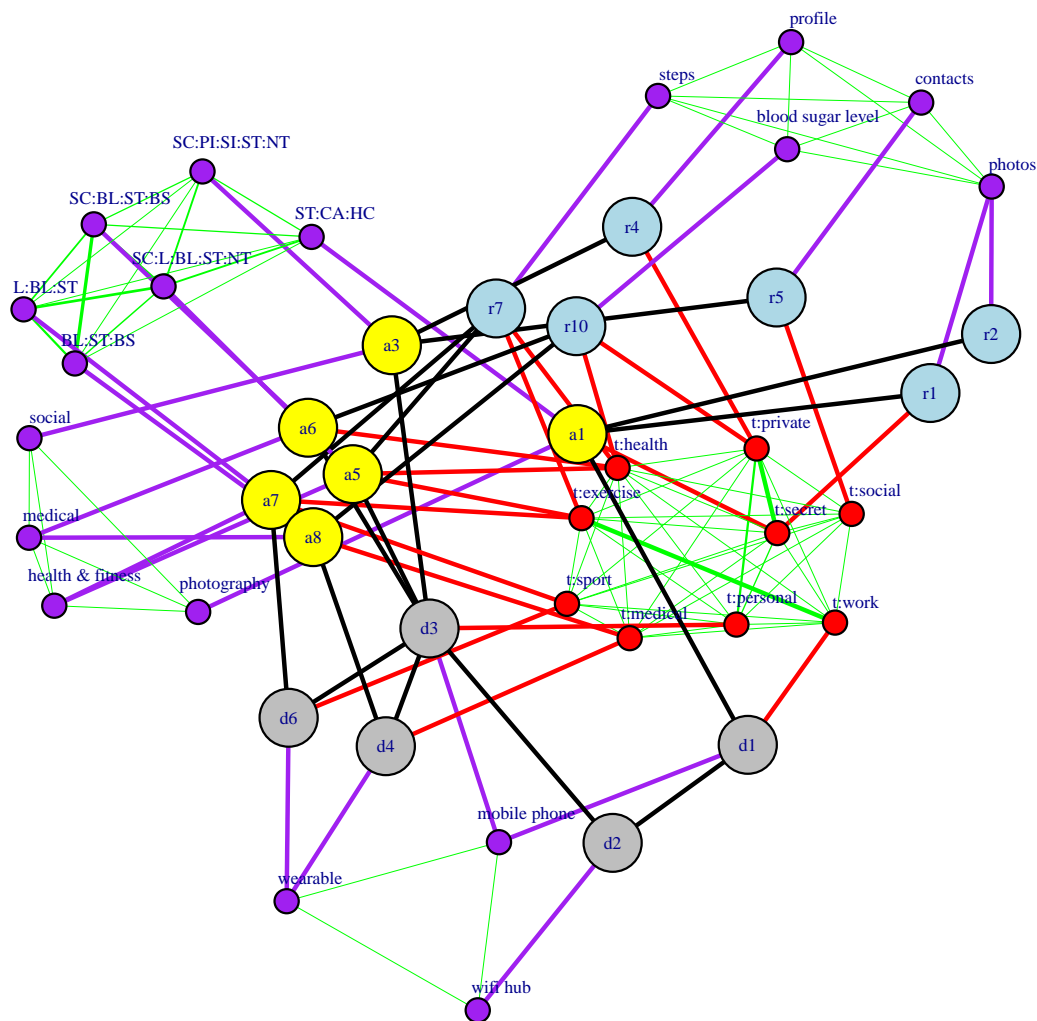 profile
steps
contacts
blood sugar level
SC:PI:SI:ST:NT
photos
SC:BL:ST:BS
ST:CA:HC
r4
SC:L:BL:ST:NT
L:BL:ST
r5
r7
r10
r2
BL:ST:BS
a3
r1
social
a6
a1
t:private
t:health
a5
t:exercise
t:social
a7
t:secret
medical
a8
health & fitness
photography
t:sport
t:medical
t:personal
t:work
d3
d6
d4
d1
mobile phone
d2
wearable
wifi hub